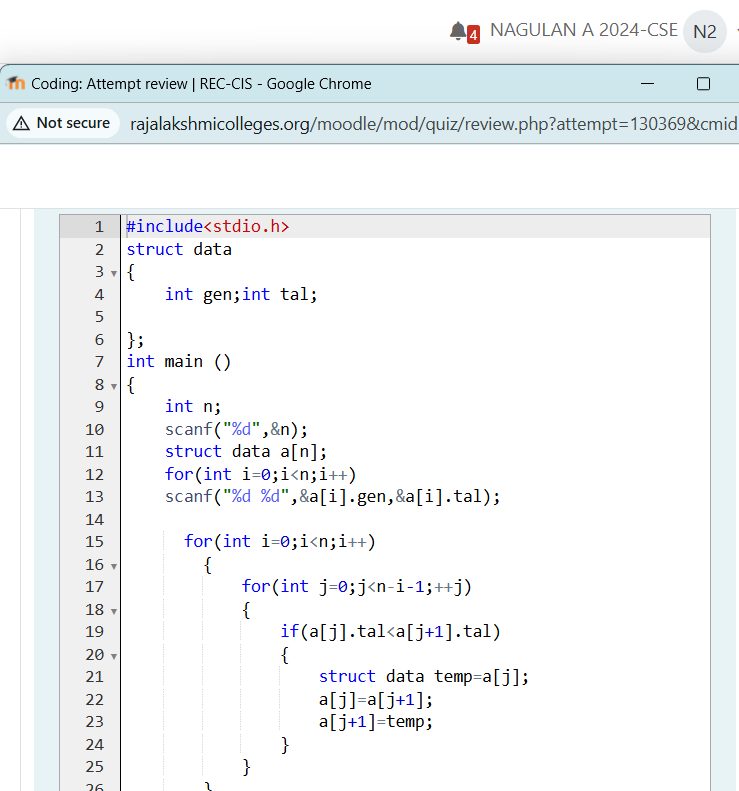 4 NAGULAN A 2024-CSE N2
Coding: Attempt review | REC-CIS - Google Chrome
Not secure rajalakshmicolleges.org/moodle/mod/quiz/review.php?attempt=130369&cmid
1 #include<stdio.h>
2 struct data
3 {
4 int gen;int tal;
5
6 };
7 int main ()
8 {
9 int n;
10 scanf("%d",&n);
11 struct data a[n];
12 for(int i=0;i<n;i++)
13 scanf("%d %d",&a[i].gen,&a[i].tal);
14
15 for(int i=0;i<n;i++)
16 {
17 for(int j=0;j<n-i-1;++j)
18 {
19 if(a[j].tal<a[j+1].tal)
20 {
21 struct data temp=a[j];
22 a[j]=a[j+1];
23 a[j+1]=temp;
24 }
25 }
26 }